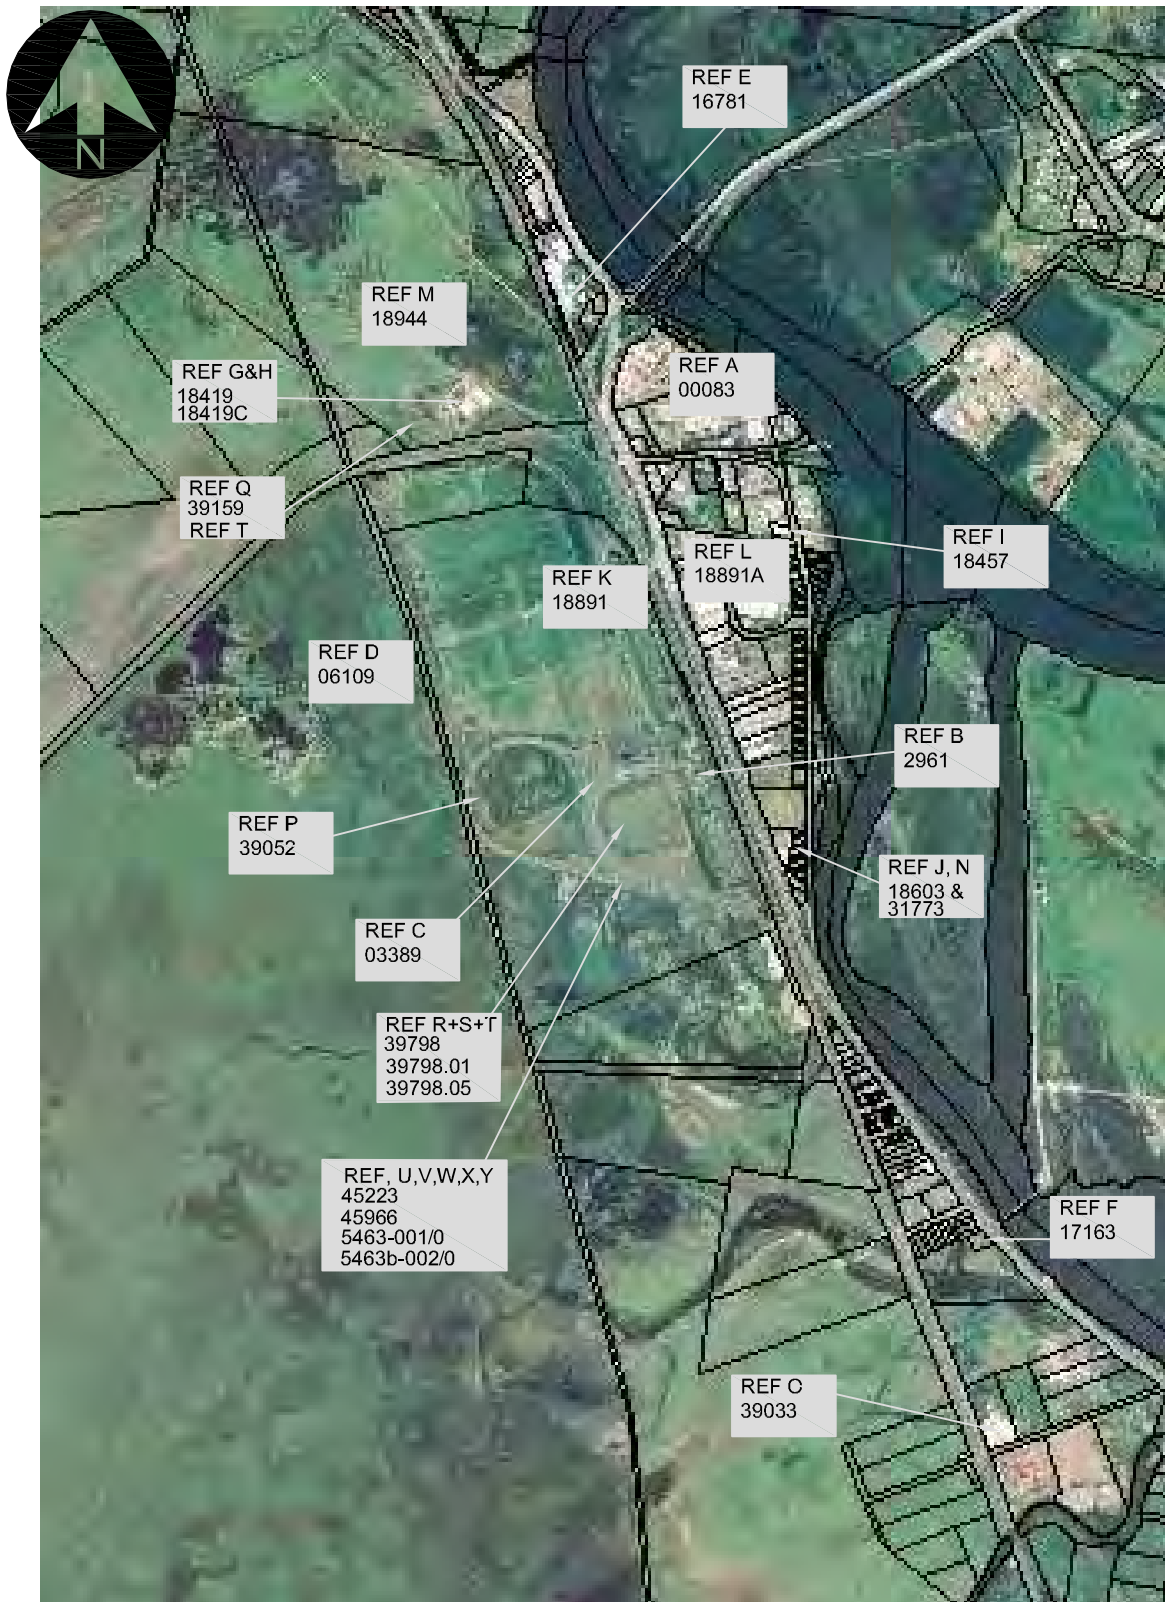 N
REF E
16781
REF M
18944
REF A
00083
REF G&H
18419
18419C
REF Q
39159
REF T
REF I
18457
REF L
18891A
REF K
18891
REF D
06109
REF B
2961
REF P
39052
REF J, N
18603 &
31773
REF C
03389
REF R+S+T
39798
39798.01
39798.05
REF, U,V,W,X,Y
45223
45966
5463-001/0
5463b-002/0
REF F
17163
REF O
39033